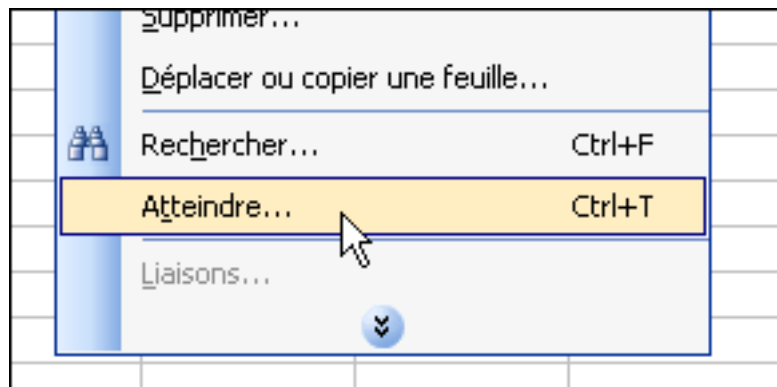 Supprimer...
Déplacer ou copier une feuille...
Rechercher... Ctrl+F
Atteindre... Ctrl+T
Liaisons...